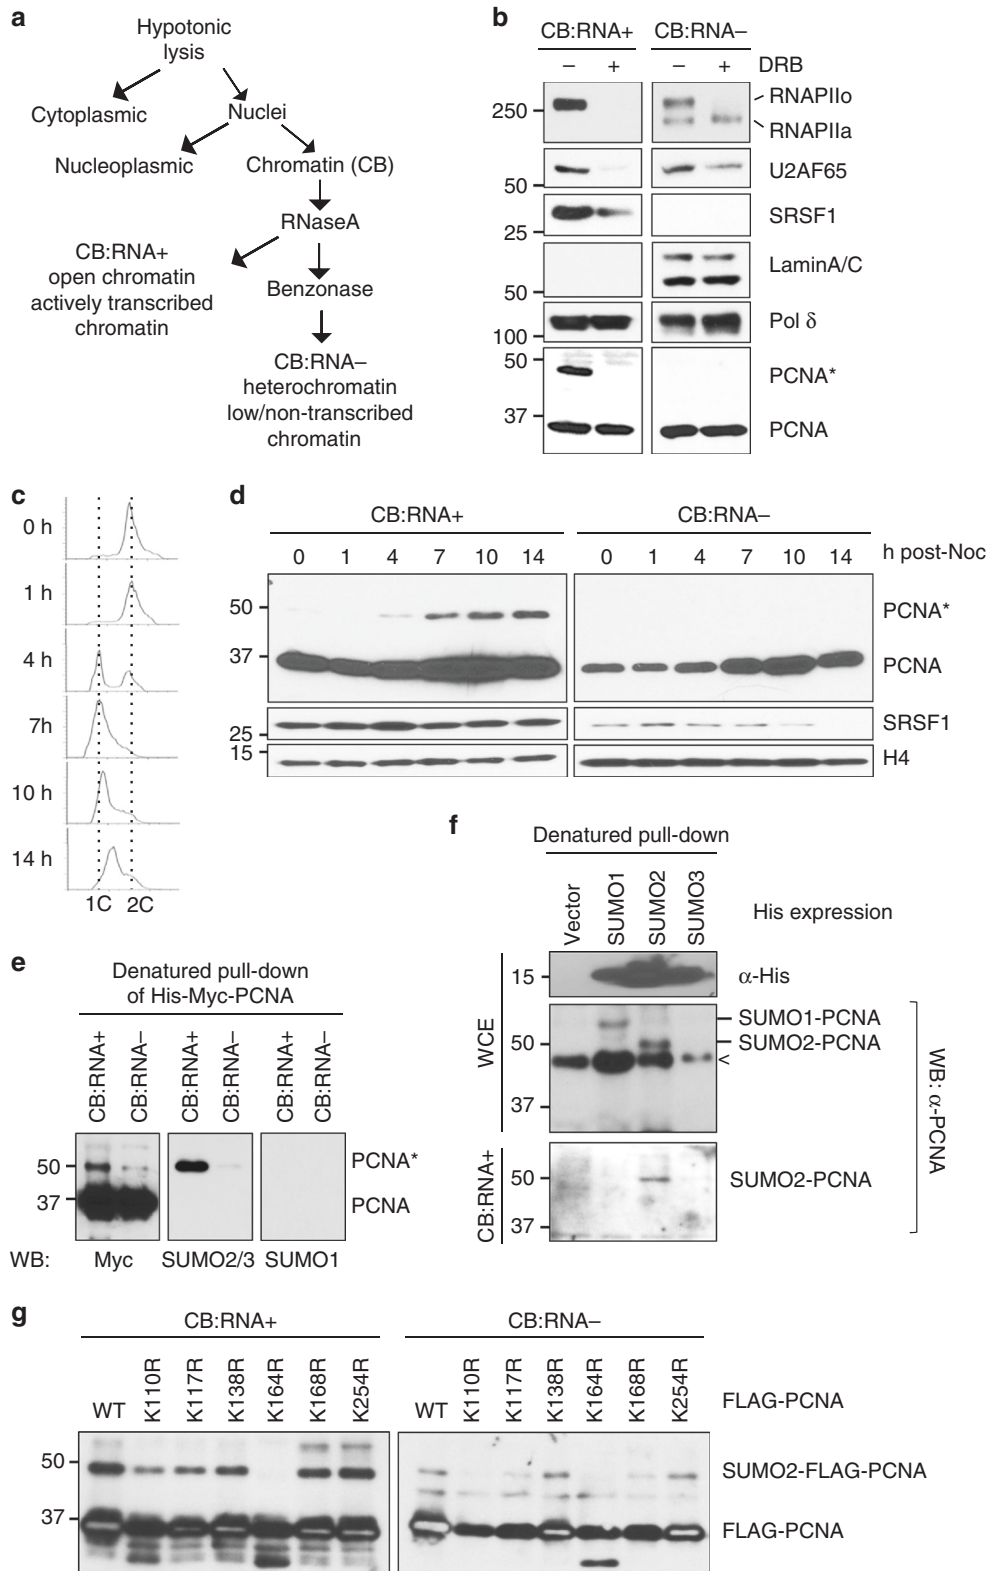 a
Hypotonic
lysis
Cytoplasmic
Nuclei
Nucleoplasmic
Chromatin (CB)
RNaseA
CB:RNA+
open chromatin
actively transcribed
chromatin
Benzonase
CB:RNA–
heterochromatin
low/non-transcribed
chromatin
b
CB:RNA+ CB:RNA–
– + – + DRB
250
RNAPIIo
RNAPIIa
50
U2AF65
25
SRSF1
50
LaminA/C
100
Pol δ
50
PCNA*
37
PCNA
c
0 h
1 h
4 h
7h
10 h
14 h
1C 2C
d
CB:RNA+ CB:RNA–
0 1 4 7 10 14 0 1 4 7 10 14 h post-Noc
50
PCNA*
37
PCNA
25
SRSF1
15
H4
e
Denatured pull-down
of His-Myc-PCNA
CB:RNA+ CB:RNA– CB:RNA+ CB:RNA– CB:RNA+ CB:RNA–
50
PCNA*
37
PCNA
WB: Myc SUMO2/3 SUMO1
f
Denatured pull-down
Vector SUMO1 SUMO2 SUMO3 His expression
WCE
15
α-His
SUMO1-PCNA
50
SUMO2-PCNA
<
37
CB:RNA+
50
SUMO2-PCNA
37
WB: α-PCNA
g
CB:RNA+ CB:RNA–
WT K110R K117R K138R K164R K168R K254R WT K110R K117R K138R K164R K168R K254R FLAG-PCNA
50
SUMO2-FLAG-PCNA
37
FLAG-PCNA